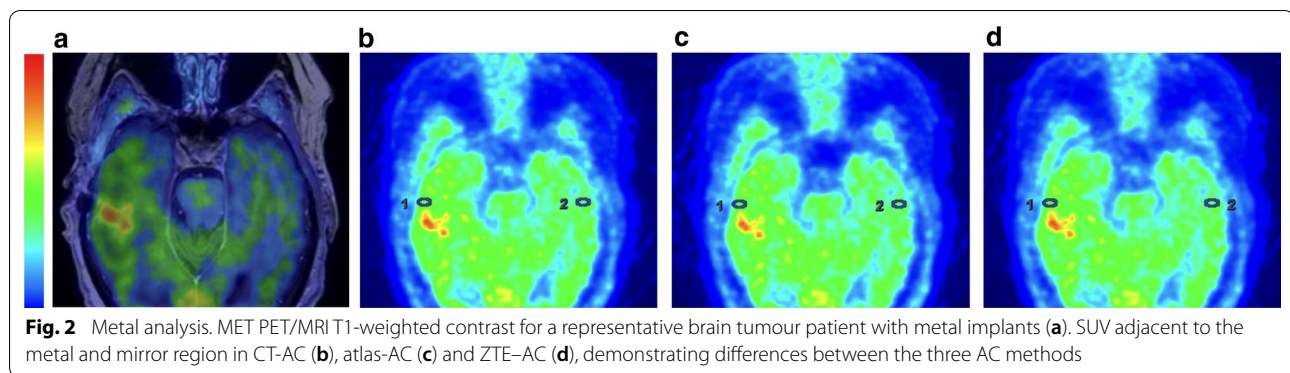 a b c d
1 2 1 2 1 2
Fig. 2 Metal analysis. MET PET/MRI T1-weighted contrast for a representative brain tumour patient with metal implants (a). SUV adjacent to the
metal and mirror region in CT-AC (b), atlas-AC (c) and ZTE–AC (d), demonstrating differences between the three AC methods